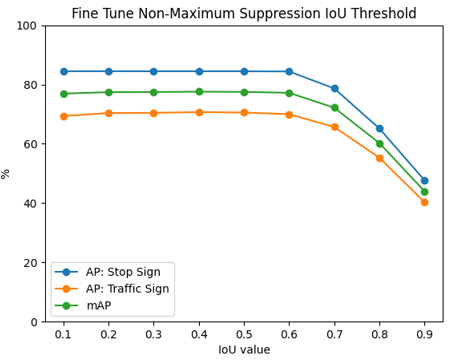 Fine Tune Non-Maximum Suppression IoU Threshold
100
80
60
40
20
0
%
AP: Stop Sign
AP: Traffic Sign
mAP
0.1 0.2 0.3 0.4 0.5 0.6 0.7 0.8 0.9
IoU value